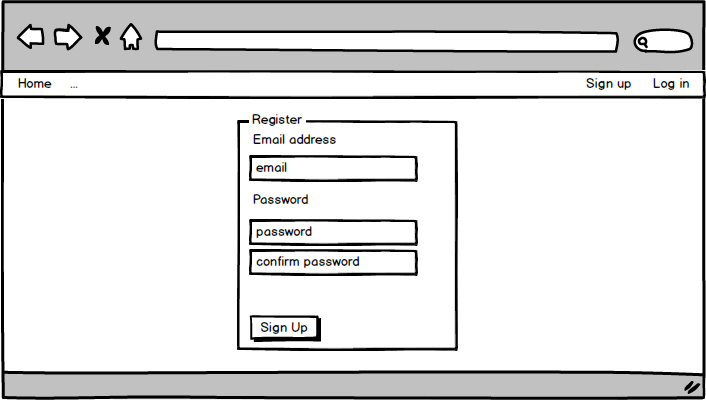 Home ... Sign up Log in
Register
Email address
email
Password
password
confirm password
Sign Up